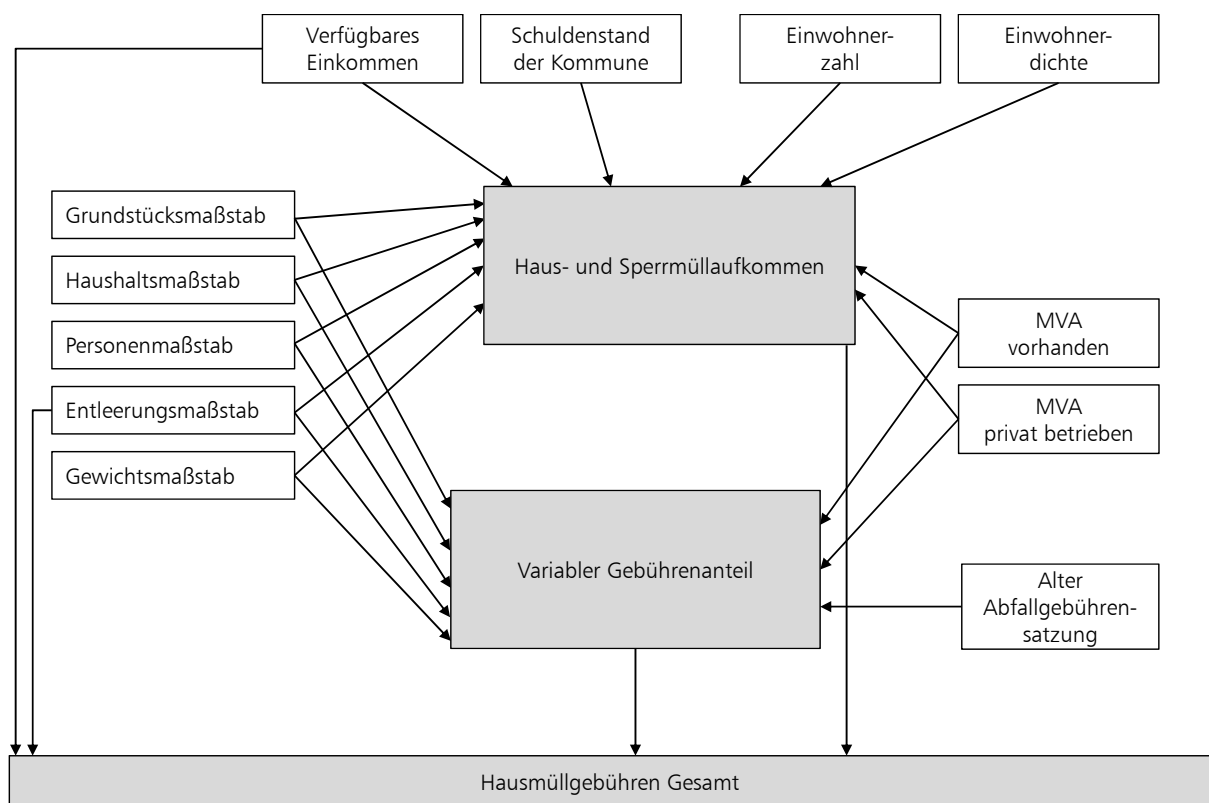 Verfügbares
Einkommen
Schuldenstand
der Kommune
Einwohner-
zahl
Einwohner-
dichte
Grundstücksmaßstab
Haushaltsmaßstab
Personenmaßstab
Entleerungsmaßstab
Gewichtsmaßstab
Haus- und Sperrmüllaufkommen
MVA
vorhanden
MVA
privat betrieben
Variabler Gebührenanteil
Alter
Abfallgebühren-
satzung
Hausmüllgebühren Gesamt